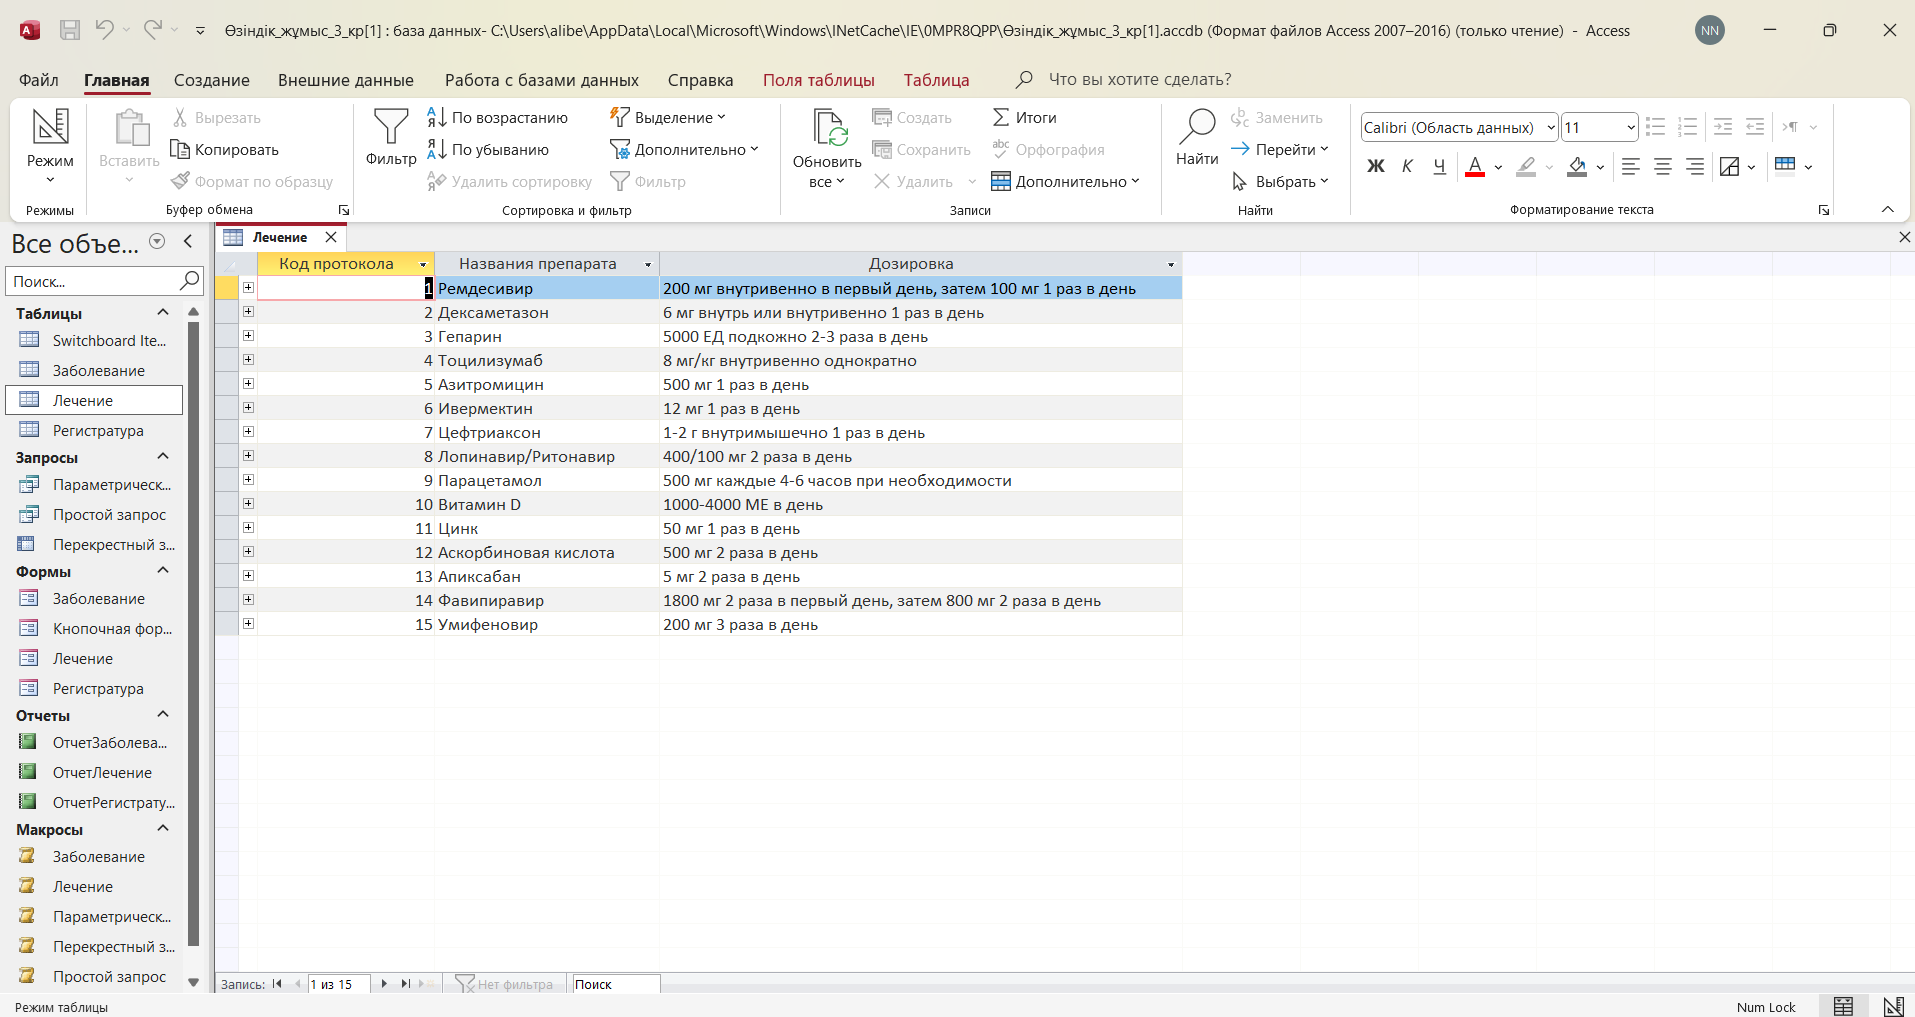 Өзіндік_жұмыс_3_кр[1] : база данных- C:\Users\alibe\AppData\Local\Microsoft\Windows\INetCache\IE\0MPR8QPP\Өзіндік_жұмыс_3_кр[1].accdb (Формат файлов Access 2007–2016) (только чтение) - Access
NN
Файл Главная Создание Внешние данные Работа с базами данных Справка Поля таблицы Таблица Что вы хотите сделать?
Режим
Режимы
Вставить
Вырезать
Копировать
Формат по образцу
Буфер обмена
Фильтр
По возрастанию
По убыванию
Удалить сортировку
Выделение
Дополнительно
Фильтр
Сортировка и фильтр
Обновить
все
Создать
Сохранить
Удалить
Итоги
Орфография
Дополнительно
Записи
Найти
Заменить
Перейти
Выбрать
Найти
Calibri (Область данных) 11
Ж К Ч
Форматирование текста
Все объе...
Поиск...
Таблицы
Switchboard Ite...
Заболевание
Лечение
Регистратура
Запросы
Параметрическ...
Простой запрос
Перекрестный з...
Формы
Заболевание
Кнопочная фор...
Лечение
Регистратура
Отчеты
ОтчетЗаболева...
ОтчетЛечение
ОтчетРегистрату...
Макросы
Заболевание
Лечение
Параметрическ...
Перекрестный з...
Простой запрос
Лечение
Код протокола Названия препарата Дозировка
1 Ремдесивир 200 мг внутривенно в первый день, затем 100 мг 1 раз в день
2 Дексаметазон 6 мг внутрь или внутривенно 1 раз в день
3 Гепарин 5000 ЕД подкожно 2-3 раза в день
4 Тоцилизумаб 8 мг/кг внутривенно однократно
5 Азитромицин 500 мг 1 раз в день
6 Ивермектин 12 мг 1 раз в день
7 Цефтриаксон 1-2 г внутримышечно 1 раз в день
8 Лопинавир/Ритонавир 400/100 мг 2 раза в день
9 Парацетамол 500 мг каждые 4-6 часов при необходимости
10 Витамин D 1000-4000 МЕ в день
11 Цинк 50 мг 1 раз в день
12 Аскорбиновая кислота 500 мг 2 раза в день
13 Апиксабан 5 мг 2 раза в день
14 Фавипиравир 1800 мг 2 раза в первый день, затем 800 мг 2 раза в день
15 Умифеновир 200 мг 3 раза в день
Запись: 1 из 15 Нет фильтра Поиск
Режим таблицы
Num Lock